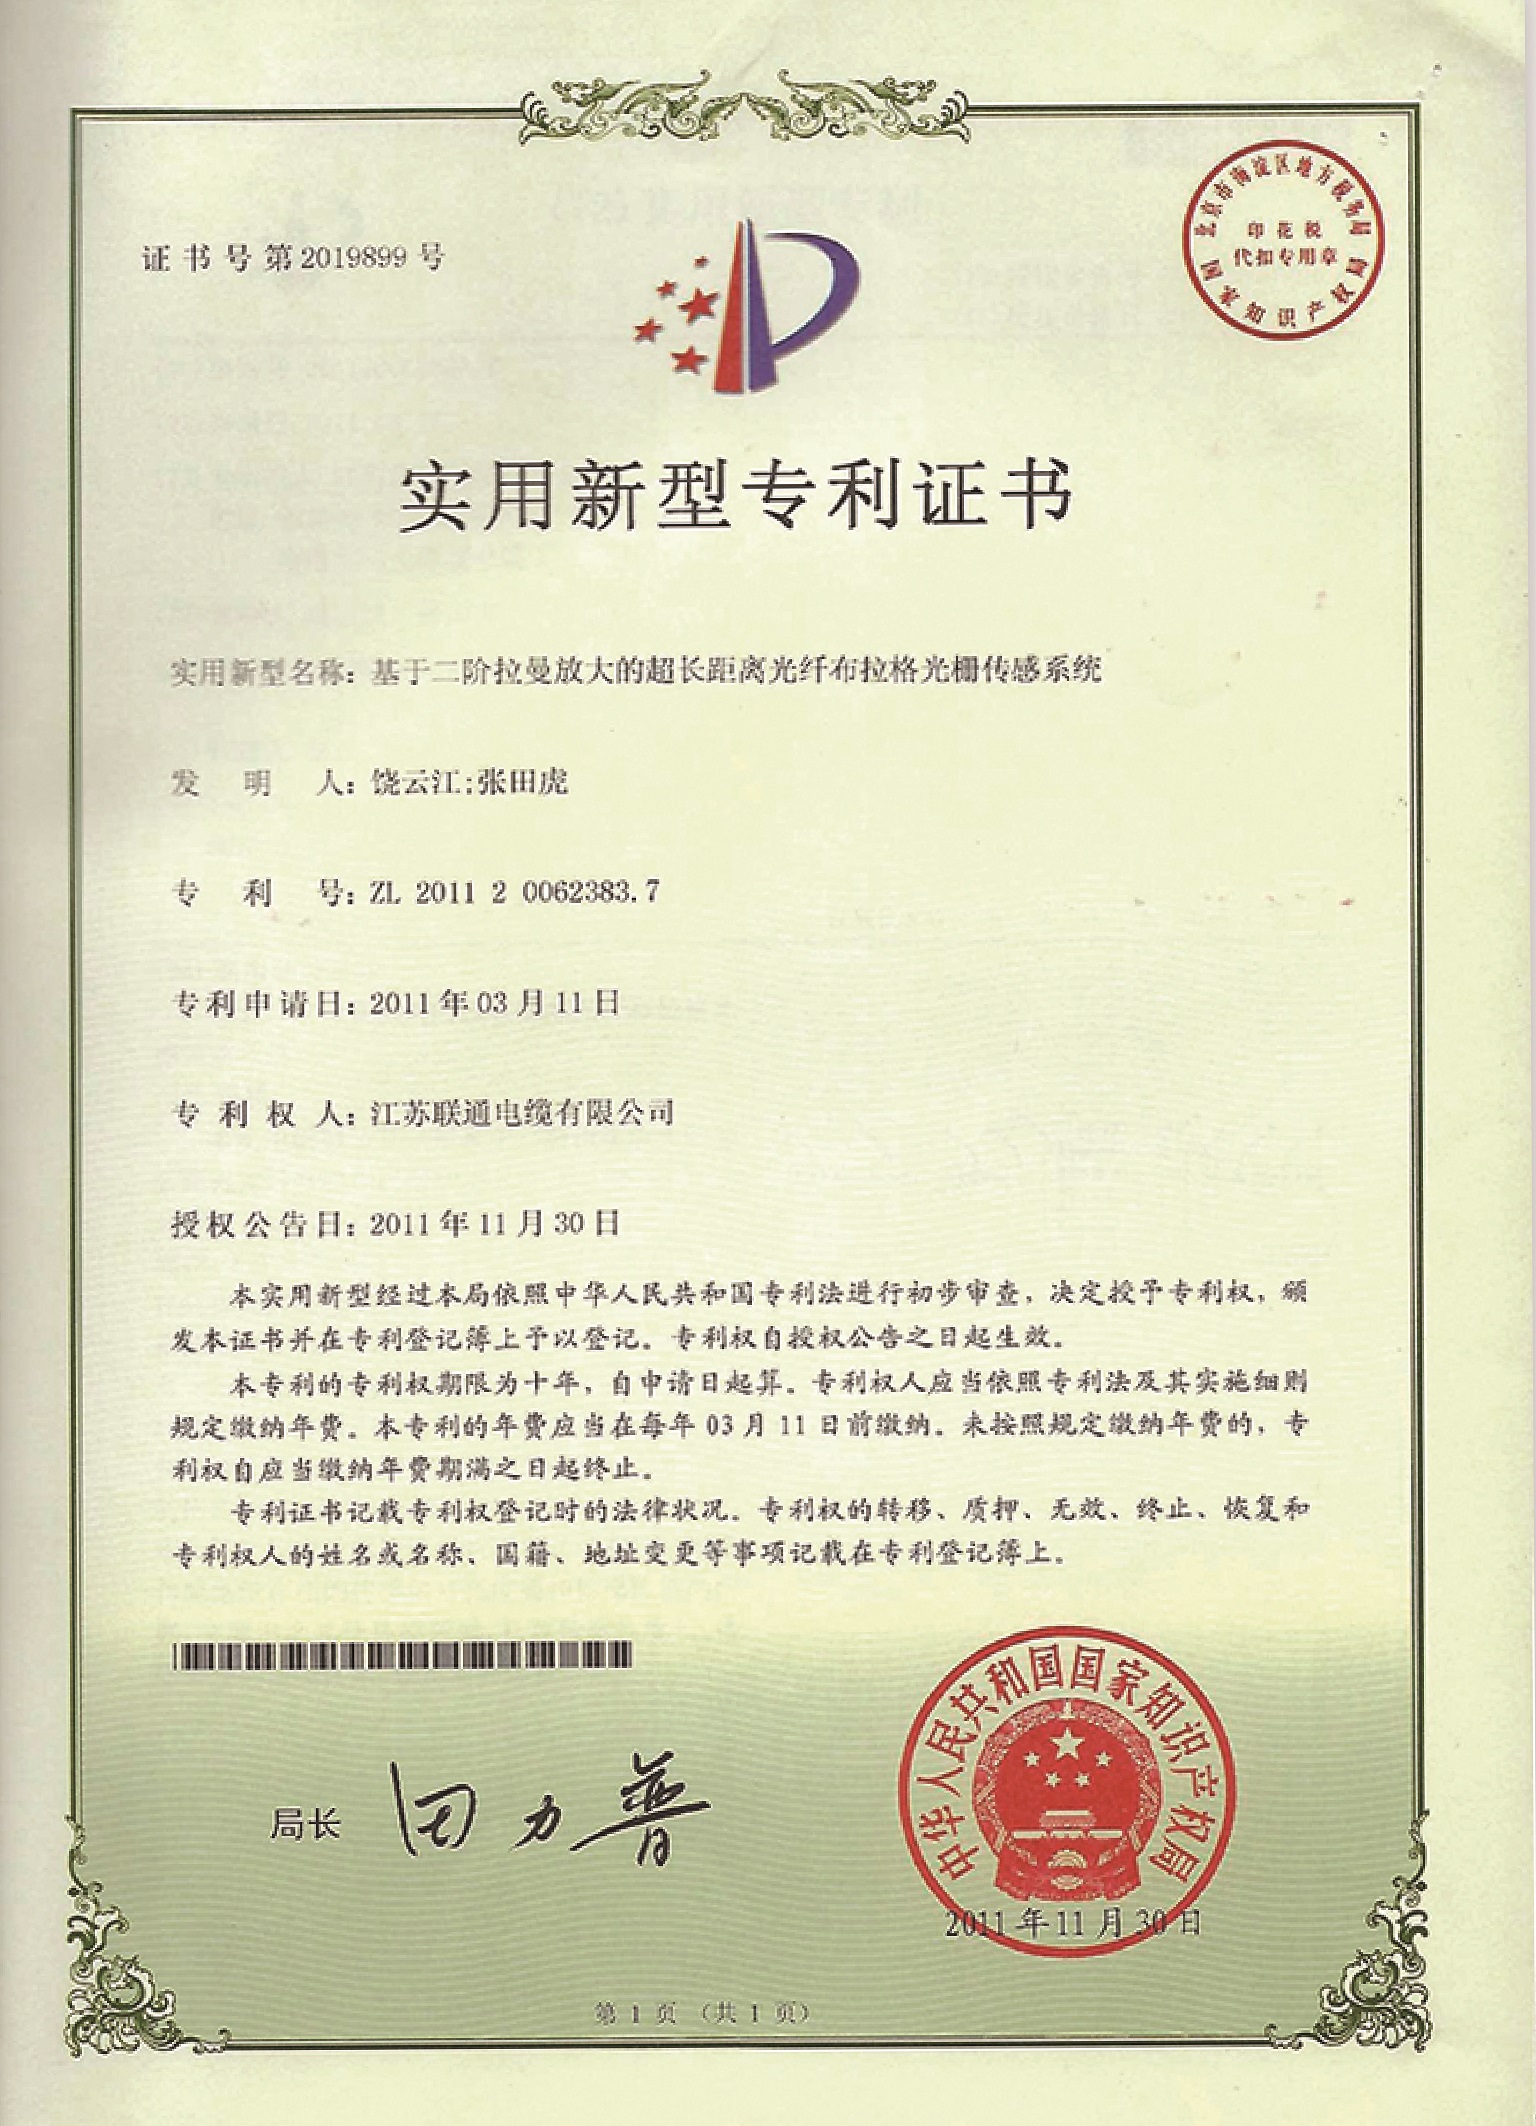 证书号第2019899号
北京市海淀区地方税务局
印花税
代扣专用章
国家知识产权局
实用新型专利证书
实用新型名称：基于二阶拉曼放大的超长距离光纤布拉格光栅传感系统
发明人：饶云江;张田虎
专利号：ZL 2011 2 0062383.7
专利申请日：2011年03月11日
专利权人：江苏联通电缆有限公司
授权公告日：2011年11月30日
本实用新型经过本局依照中华人民共和国专利法进行初步审查，决定授予专利权，颁
发本证书并在专利登记簿上予以登记。专利权自授权公告之日起生效。
本专利的专利权期限为十年，自申请日起算。专利权人应当依照专利法及其实施细则
规定缴纳年费。本专利的年费应当在每年03月11日前缴纳。未按照规定缴纳年费的，专
利权自应当缴纳年费期满之日起终止。
专利证书记载专利权登记时的法律状况。专利权的转移、质押、无效、终止、恢复和
专利权人的姓名或名称、国籍、地址变更等事项记载在专利登记簿上。
局长 田力普
中华人民共和国国家知识产权局
2011年11月30日
第1页（共1页）